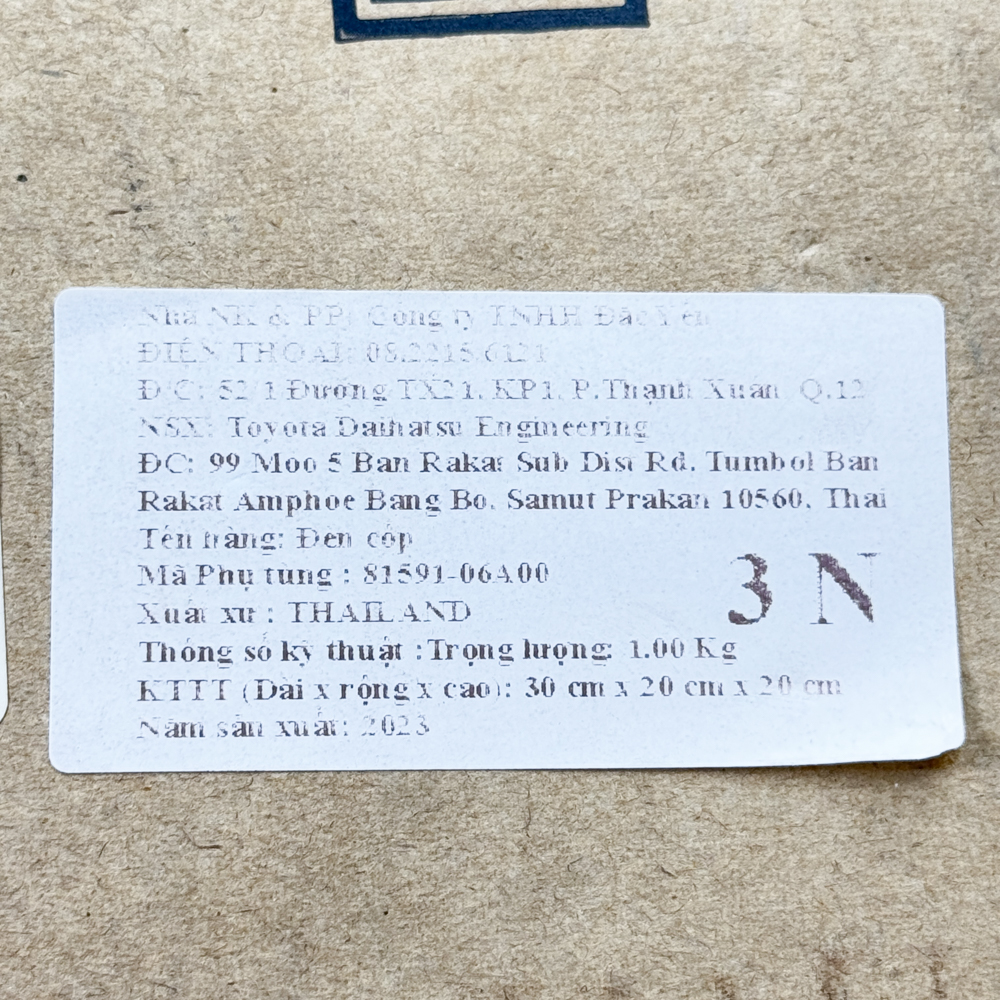 Nhà NK & PP: Công ty TNHH Đắc Yến
ĐIỆN THOẠI: 08.2215.6121
Đ/C: 52/1 Đường TX21, KP1, P.Thạnh Xuân, Q.12
NSX: Toyota Daihatsu Engineering
ĐC: 99 Moo 5 Ban Rakat Sub Dist Rd. Tumbol Ban
Rakat Amphoe Bang Bo, Samut Prakan 10560, Thai
Tên hàng: Đèn cốp
Mã Phụ tùng : 81591-06A00
Xuất xứ : THAILAND
3 N
Thông số kỹ thuật :Trọng lượng: 1.00 Kg
KTTT (Dài x rộng x cao): 30 cm x 20 cm x 20 cm
Năm sản xuất: 2023